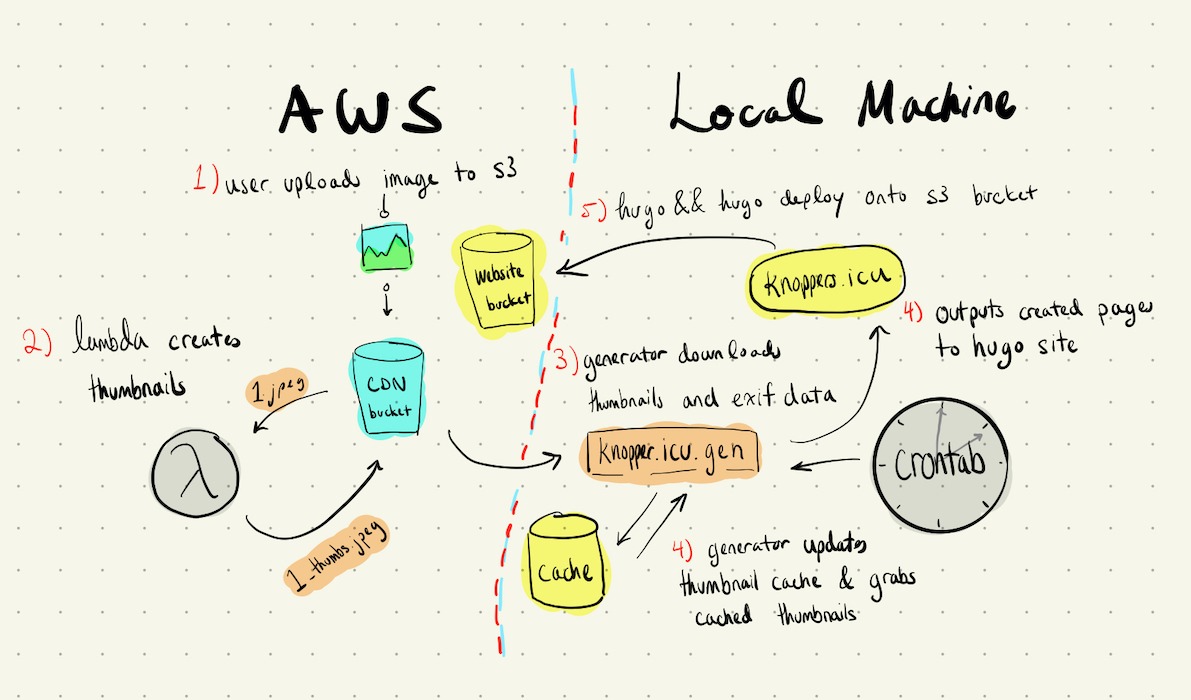 AWS
Local Machine
1) user uploads image to s3
5) hugo && hugo deploy onto s3 bucket
Website
bucket
Knoppers.icu
4) outputs created pages
to hugo site
2) lambda creates
thumbnails
1.jpeg
CDN
bucket
3) generator downloads
thumbnails and exif data
knopper.icu.gen
Crontab
λ
1_thumbs.jpeg
Cache
4) generator updates
thumbnail cache & grabs
cached thumbnails